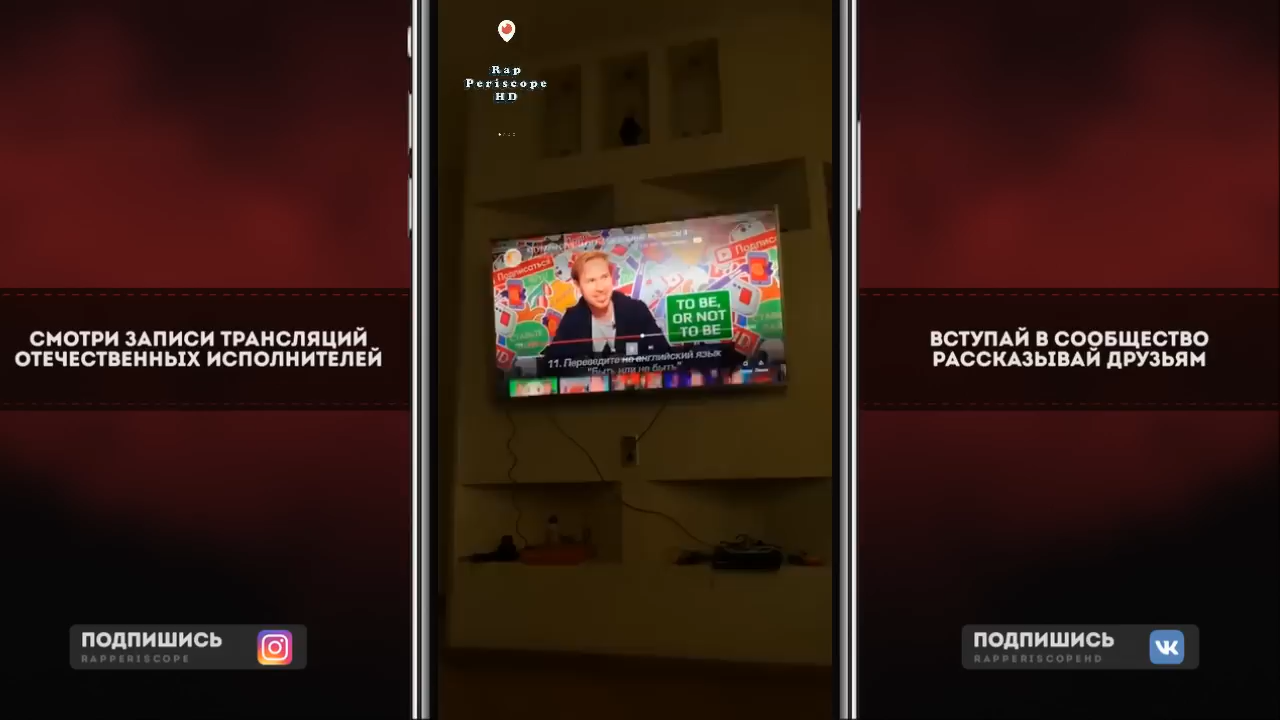 Rap
Periscope
HD
СМОТРИ ЗАПИСИ ТРАНСЛЯЦИЙ
ОТЕЧЕСТВЕННЫХ ИСПОЛНИТЕЛЕЙ
Подписаться
Подпис
TO BE,
OR NOT
TO BE
11. Переведите на английский язык
"Быть или не быть"
ВСТУПАЙ В СООБЩЕСТВО
РАССКАЗЫВАЙ ДРУЗЬЯМ
ПОДПИШИСЬ
RAPPERISCOPE
ПОДПИШИСЬ
RAPPERISCOPEHD